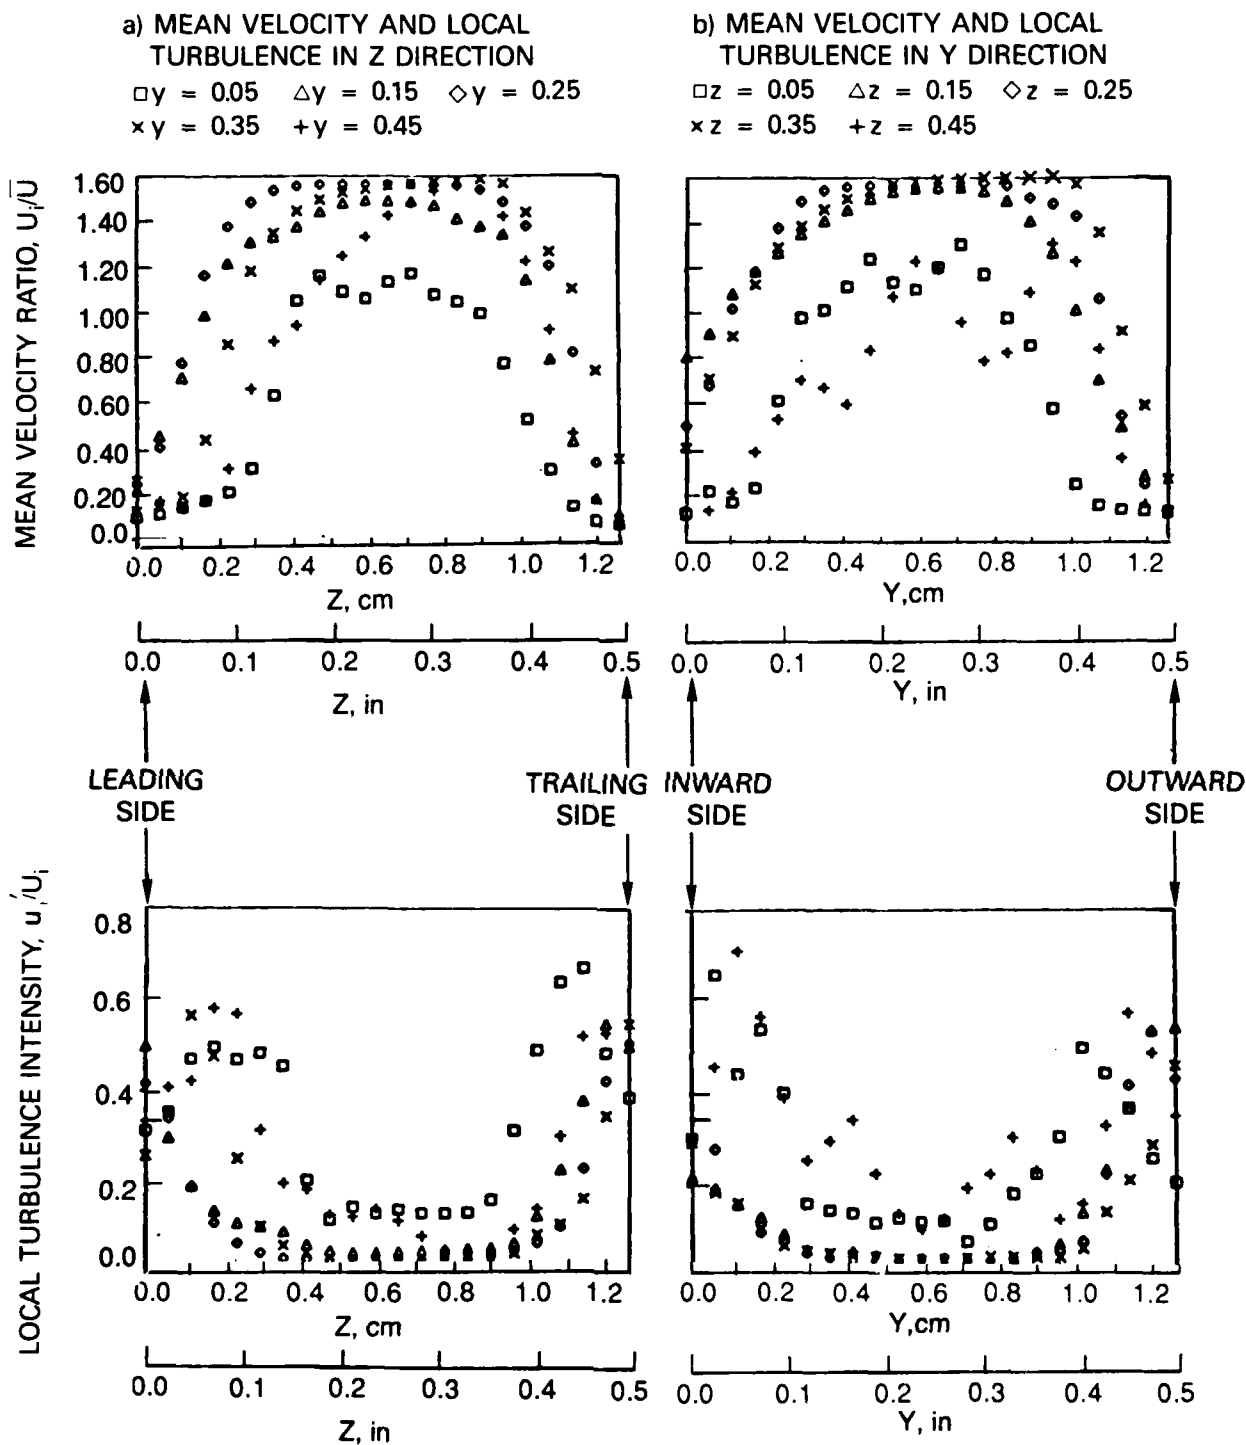 a) MEAN VELOCITY AND LOCAL
TURBULENCE IN Z DIRECTION
□ y = 0.05 △ y = 0.15 ◇ y = 0.25
× y = 0.35 + y = 0.45
b) MEAN VELOCITY AND LOCAL
TURBULENCE IN Y DIRECTION
□ z = 0.05 △ z = 0.15 ◇ z = 0.25
× z = 0.35 + z = 0.45
MEAN VELOCITY RATIO, Ui/U̅
1.60
1.40
1.20
1.00
0.80
0.60
0.40
0.20
0.0
0.0 0.2 0.4 0.6 0.8 1.0 1.2
Z, cm
0.0 0.2 0.4 0.6 0.8 1.0 1.2
Y,cm
0.0 0.1 0.2 0.3 0.4 0.5
Z, in
0.0 0.1 0.2 0.3 0.4 0.5
Y, in
LEADING
SIDE
TRAILING
SIDE
INWARD
SIDE
OUTWARD
SIDE
LOCAL TURBULENCE INTENSITY, ui'/Ui
0.8
0.6
0.4
0.2
0.0
0.0 0.2 0.4 0.6 0.8 1.0 1.2
Z, cm
0.0 0.2 0.4 0.6 0.8 1.0 1.2
Y,cm
0.0 0.1 0.2 0.3 0.4 0.5
Z, in
0.0 0.1 0.2 0.3 0.4 0.5
Y, in